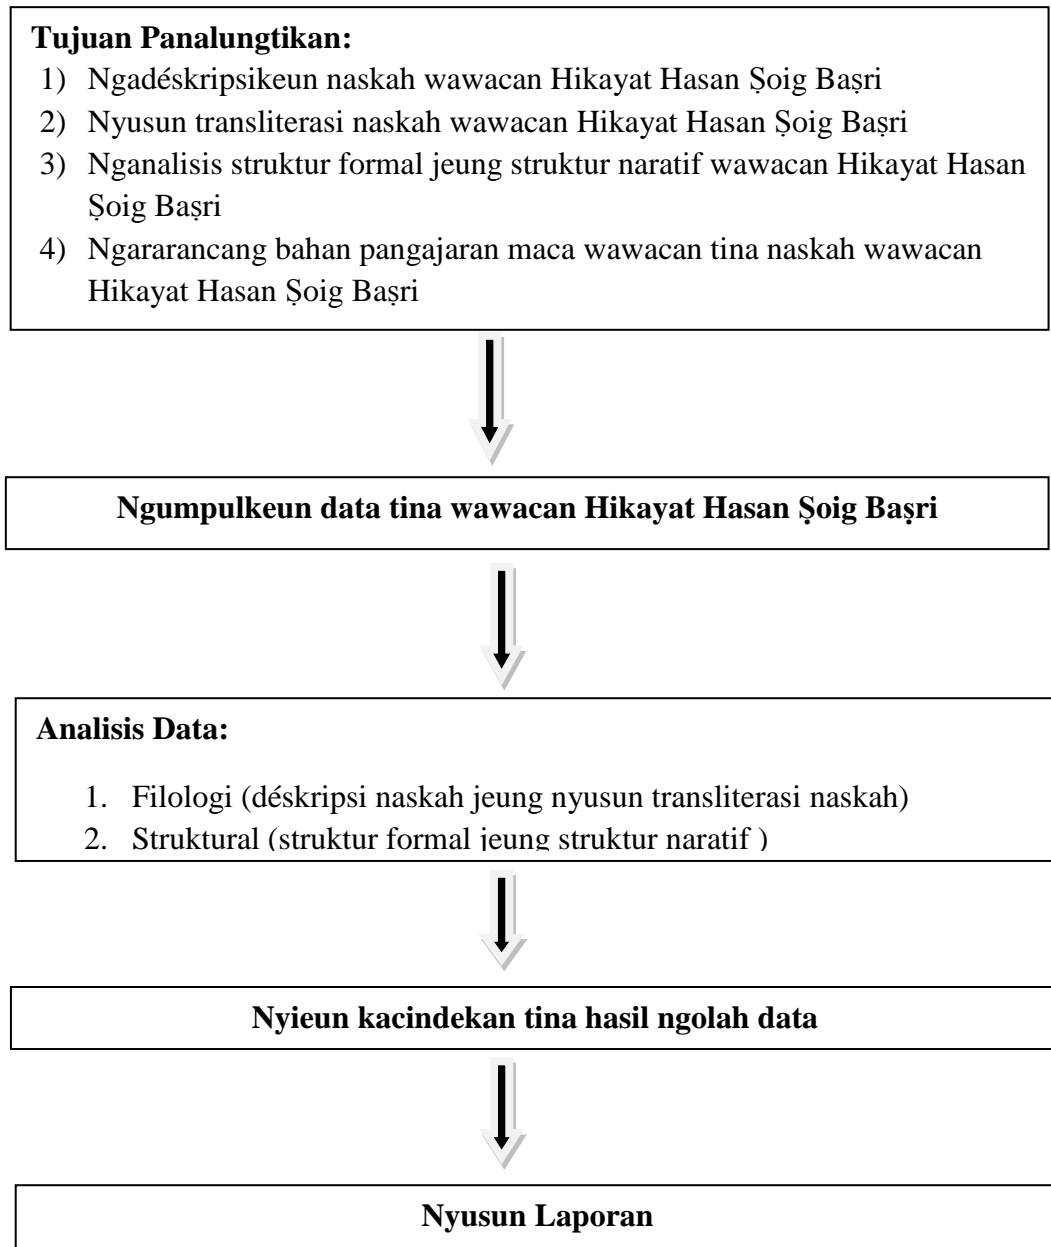 Tujuan Panalungtikan:
1) Ngadéskripsikeun naskah wawacan Hikayat Hasan Ṣoig Baṣri
2) Nyusun transliterasi naskah wawacan Hikayat Hasan Ṣoig Baṣri
3) Nganalisis struktur formal jeung struktur naratif wawacan Hikayat Hasan
Ṣoig Baṣri
4) Ngararancang bahan pangajaran maca wawacan tina naskah wawacan
Hikayat Hasan Ṣoig Baṣri
Ngumpulkeun data tina wawacan Hikayat Hasan Ṣoig Baṣri
Analisis Data:
1. Filologi (déskripsi naskah jeung nyusun transliterasi naskah)
2. Struktural (struktur formal jeung struktur naratif )
Nyieun kacindekan tina hasil ngolah data
Nyusun Laporan